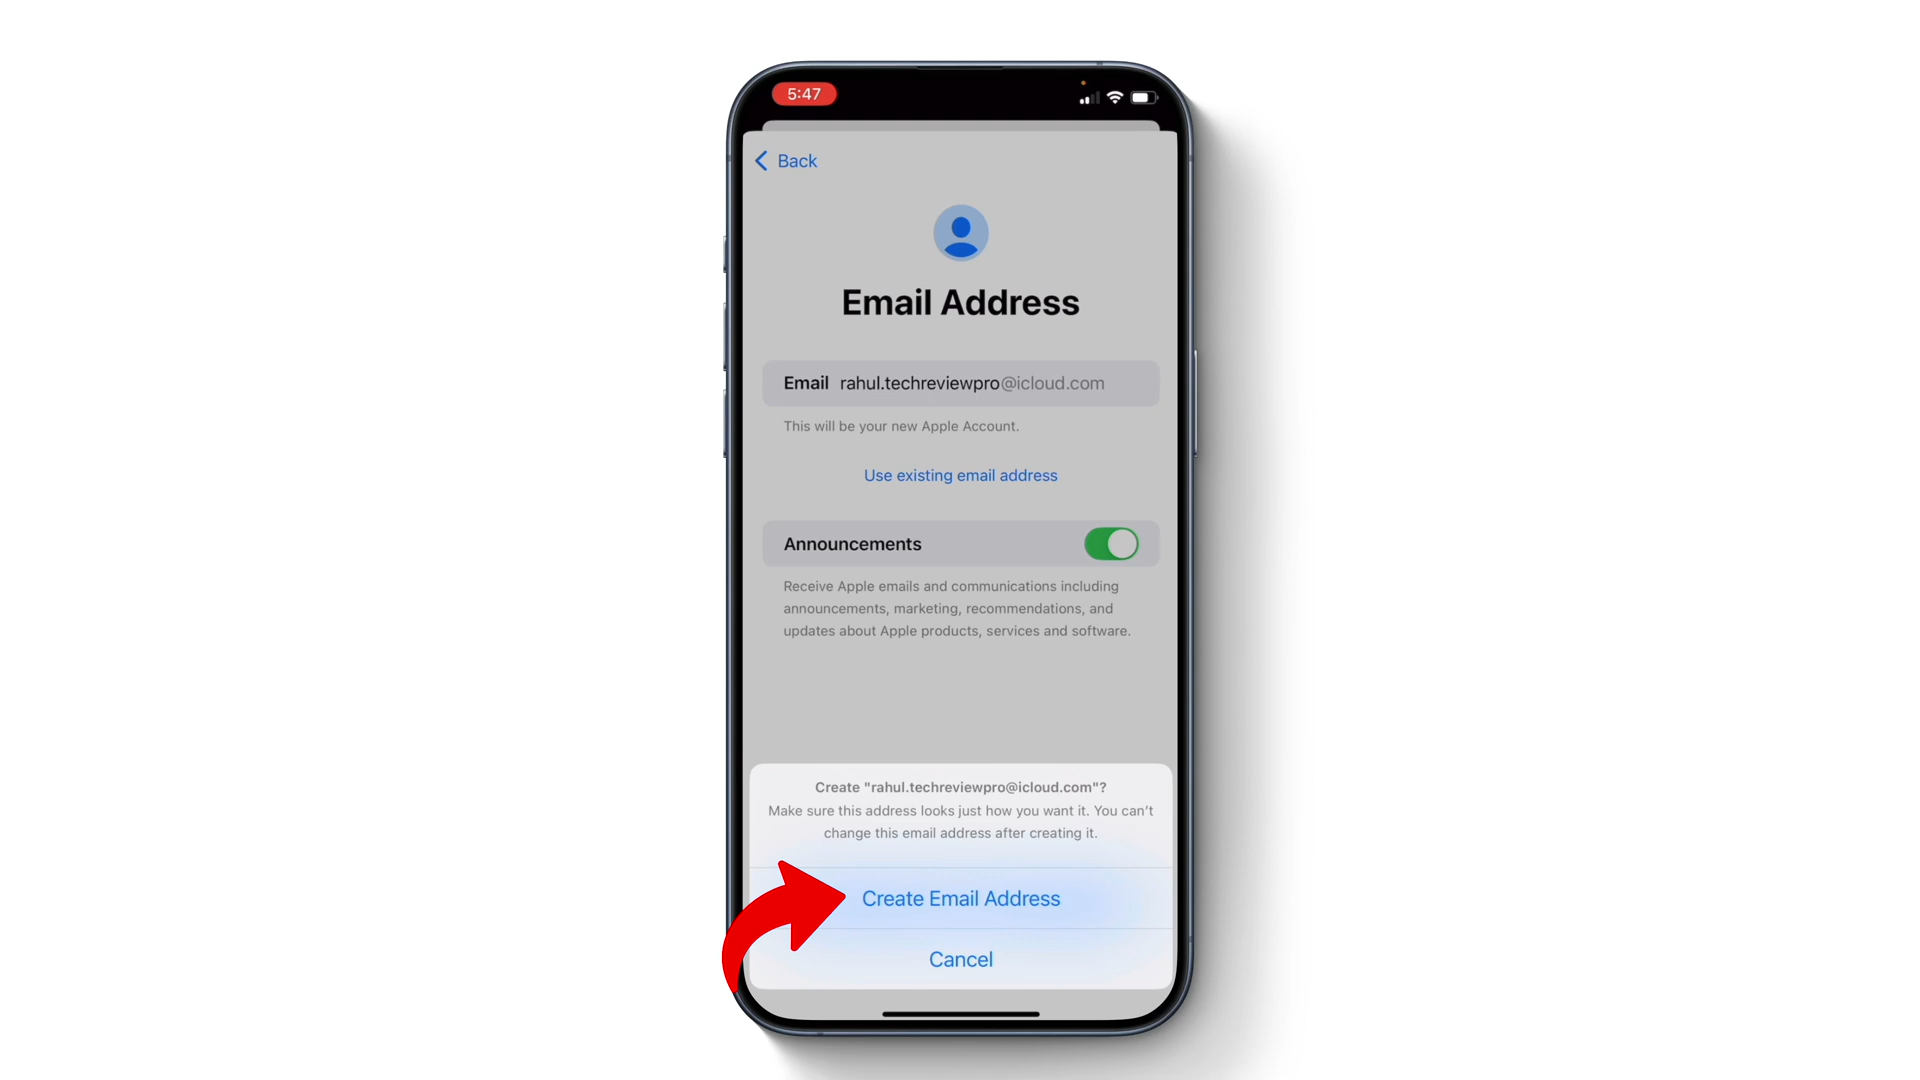 5:47
Back
Email Address
Email rahul.techreviewpro@icloud.com
This will be your new Apple Account.
Use existing email address
Announcements
Receive Apple emails and communications including
announcements, marketing, recommendations, and
updates about Apple products, services and software.
Create "rahul.techreviewpro@icloud.com"?
Make sure this address looks just how you want it. You can't
change this email address after creating it.
Create Email Address
Cancel